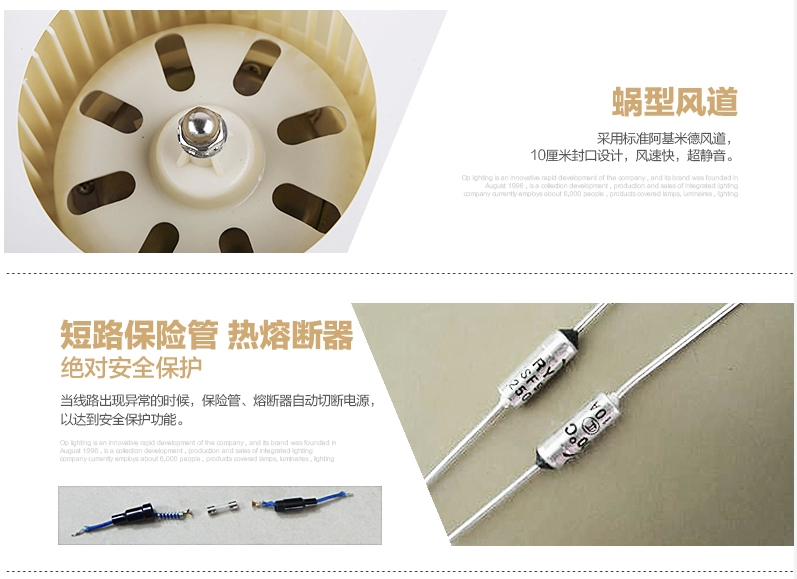 蜗型风道
采用标准阿基米德风道，
10厘米封口设计，风速快，超静音。
Op lighting is an innovative rapid development of the company , and its brand was founded in
August 1996 , is a collection development , production and sales of integrated lighting
company currently employs about 6,000 people , products covered lamps, luminaires , lighting
短路保险管 热熔断器
绝对安全保护
当线路出现异常的时候，保险管、熔断器自动切断电源，
以达到安全保护功能。
Op lighting is an innovative rapid development of the company , and its brand was founded in
August 1996 , is a collection development , production and sales of integrated lighting
company currently employs about 6,000 people , products covered lamps, luminaires , lighting
RY
SF
250
10A
0°C